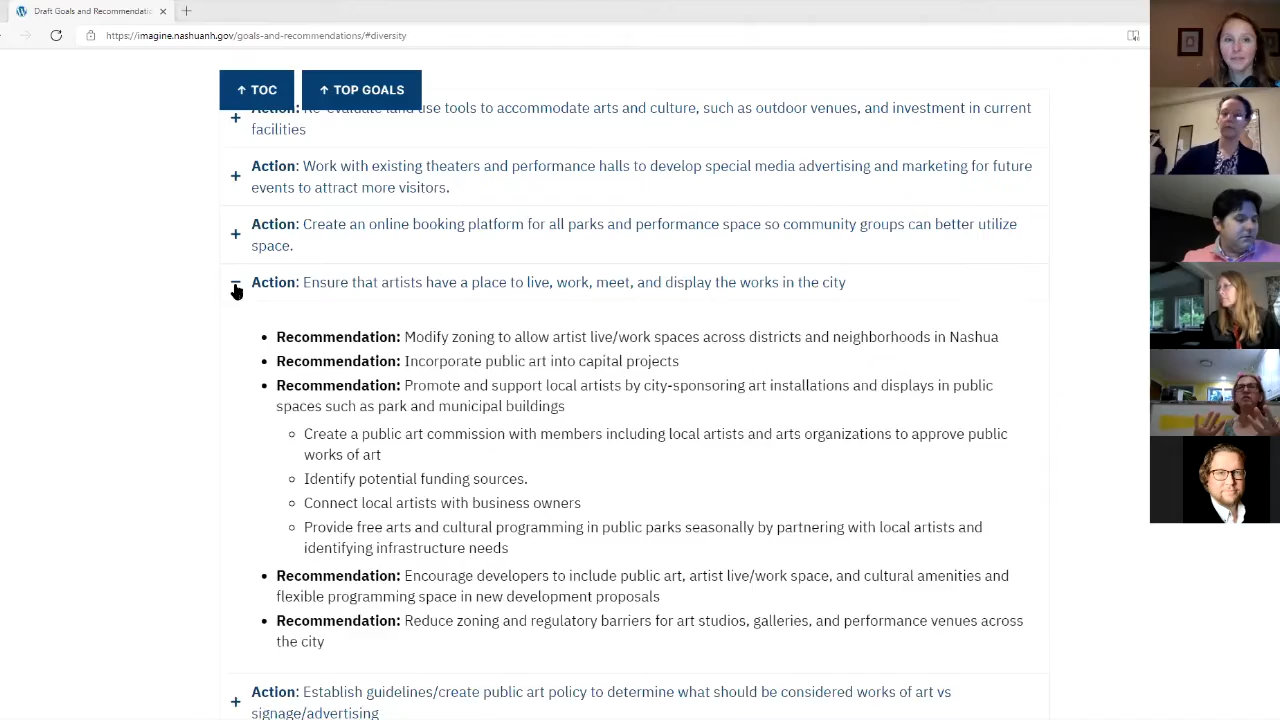 Draft Goals and Recommendatio
https://imagine.nashuanh.gov/goals-and-recommendations/#diversity
↑ TOC
↑ TOP GOALS
Action: Re-evaluate land use tools to accommodate arts and culture, such as outdoor venues, and investment in current
facilities
Action: Work with existing theaters and performance halls to develop special media advertising and marketing for future
events to attract more visitors.
Action: Create an online booking platform for all parks and performance space so community groups can better utilize
space.
Action: Ensure that artists have a place to live, work, meet, and display the works in the city
• Recommendation: Modify zoning to allow artist live/work spaces across districts and neighborhoods in Nashua
• Recommendation: Incorporate public art into capital projects
• Recommendation: Promote and support local artists by city-sponsoring art installations and displays in public
spaces such as park and municipal buildings
◦ Create a public art commission with members including local artists and arts organizations to approve public
works of art
◦ Identify potential funding sources.
◦ Connect local artists with business owners
◦ Provide free arts and cultural programming in public parks seasonally by partnering with local artists and
identifying infrastructure needs
• Recommendation: Encourage developers to include public art, artist live/work space, and cultural amenities and
flexible programming space in new development proposals
• Recommendation: Reduce zoning and regulatory barriers for art studios, galleries, and performance venues across
the city
Action: Establish guidelines/create public art policy to determine what should be considered works of art vs
signage/advertising